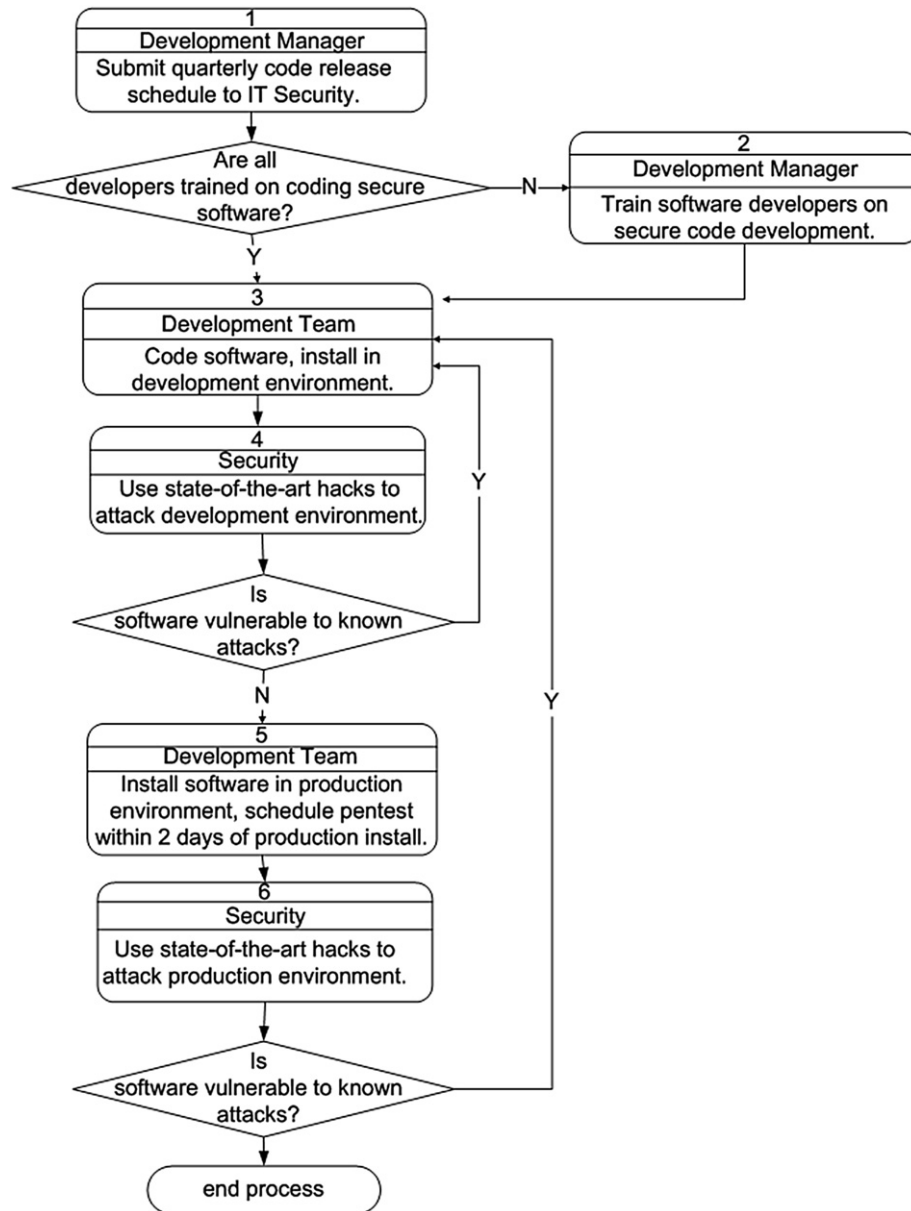 1
Development Manager
Submit quarterly code release
schedule to IT Security.
Are all
developers trained on coding secure
software?
N
2
Development Manager
Train software developers on
secure code development.
Y
3
Development Team
Code software, install in
development environment.
4
Security
Use state-of-the-art hacks to
attack development environment.
Y
Is
software vulnerable to known
attacks?
N
Y
5
Development Team
Install software in production
environment, schedule pentest
within 2 days of production install.
6
Security
Use state-of-the-art hacks to
attack production environment.
Is
software vulnerable to known
attacks?
end process